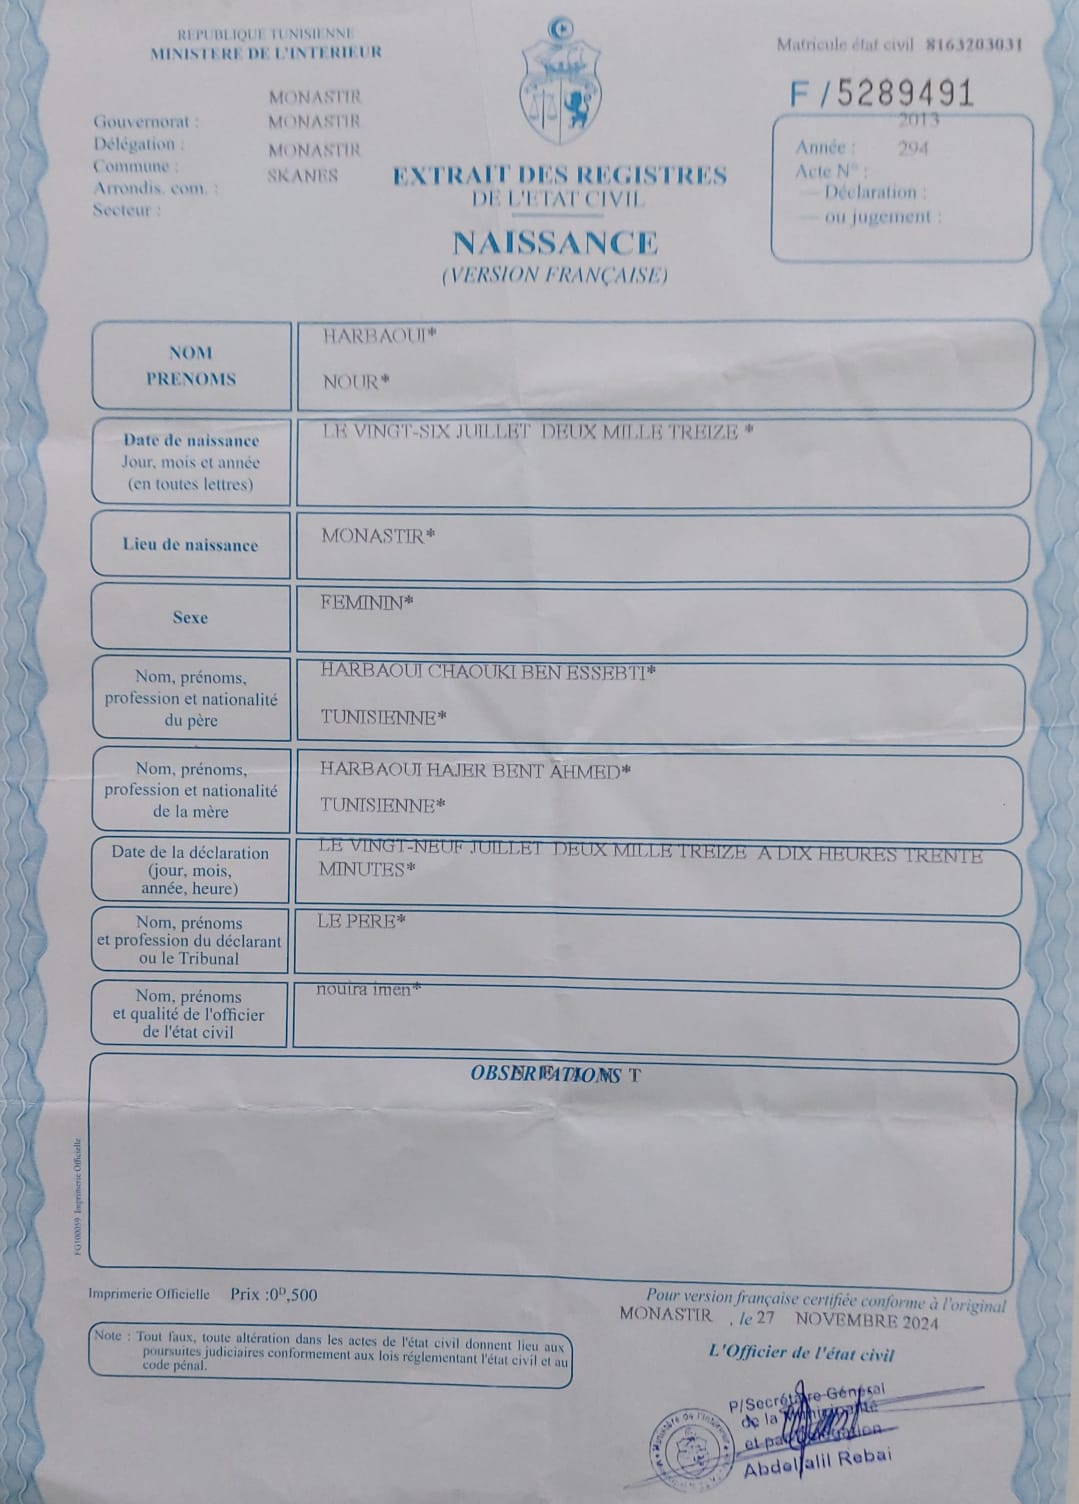 REPUBLIQUE TUNISIENNE
MINISTERE DE L'INTERIEUR
Matricule état civil 8163203031
F/5289491
MONASTIR
Gouvernorat : MONASTIR
Délégation : MONASTIR
Commune : SKANES
Arrondis. com. :
Secteur :
EXTRAIT DES REGISTRES
DE L'ETAT CIVIL
NAISSANCE
(VERSION FRANÇAISE)
2013
Année : 294
Acte N° :
— Déclaration :
— ou jugement :
NOM
PRENOMS
HARBAOUI*
NOUR*
Date de naissance
Jour, mois et année
(en toutes lettres)
LE VINGT-SIX JUILLET DEUX MILLE TREIZE *
Lieu de naissance
MONASTIR*
Sexe
FEMININ*
Nom, prénoms,
profession et nationalité
du père
HARBAOUI CHAOUKI BEN ESSEBTI*
TUNISIENNE*
Nom, prénoms,
profession et nationalité
de la mère
HARBAOUI HAJER BENT AHMED*
TUNISIENNE*
Date de la déclaration
(jour, mois,
année, heure)
LE VINGT-NEUF JUILLET DEUX MILLE TREIZE A DIX HEURES TRENTE
MINUTES*
Nom, prénoms
et profession du déclarant
ou le Tribunal
LE PERE*
Nom, prénoms
et qualité de l'officier
de l'état civil
nouira imen*
OBSERVATIONS
FG100059 Imprimerie Officielle
Imprimerie Officielle Prix :0ᴰ,500
Note : Tout faux, toute altération dans les actes de l'état civil donnent lieu aux
poursuites judiciaires conformement aux lois réglementant l'état civil et au
code pénal.
Pour version française certifiée conforme à l'original
MONASTIR , le 27 NOVEMBRE 2024
L'Officier de l'état civil
P/Secrétaire Général
de la Municipalité
et par
Abdeljalil Rebai